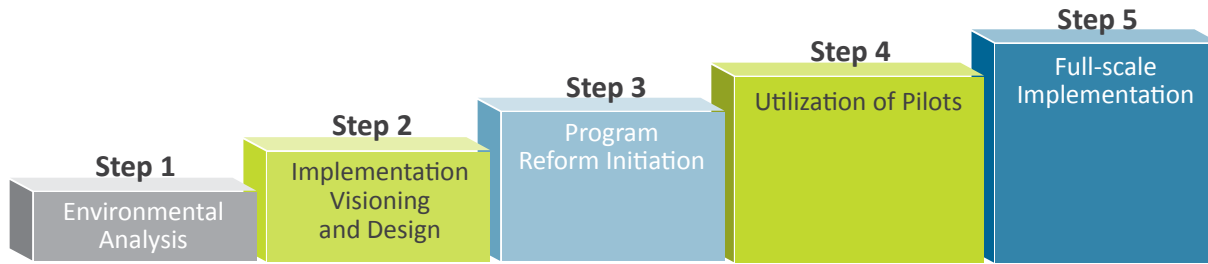 Step 1
Environmental
Analysis
Step 2
Implementation
Visioning
and Design
Step 3
Program
Reform Initiation
Step 4
Utilization of Pilots
Step 5
Full-scale
Implementation